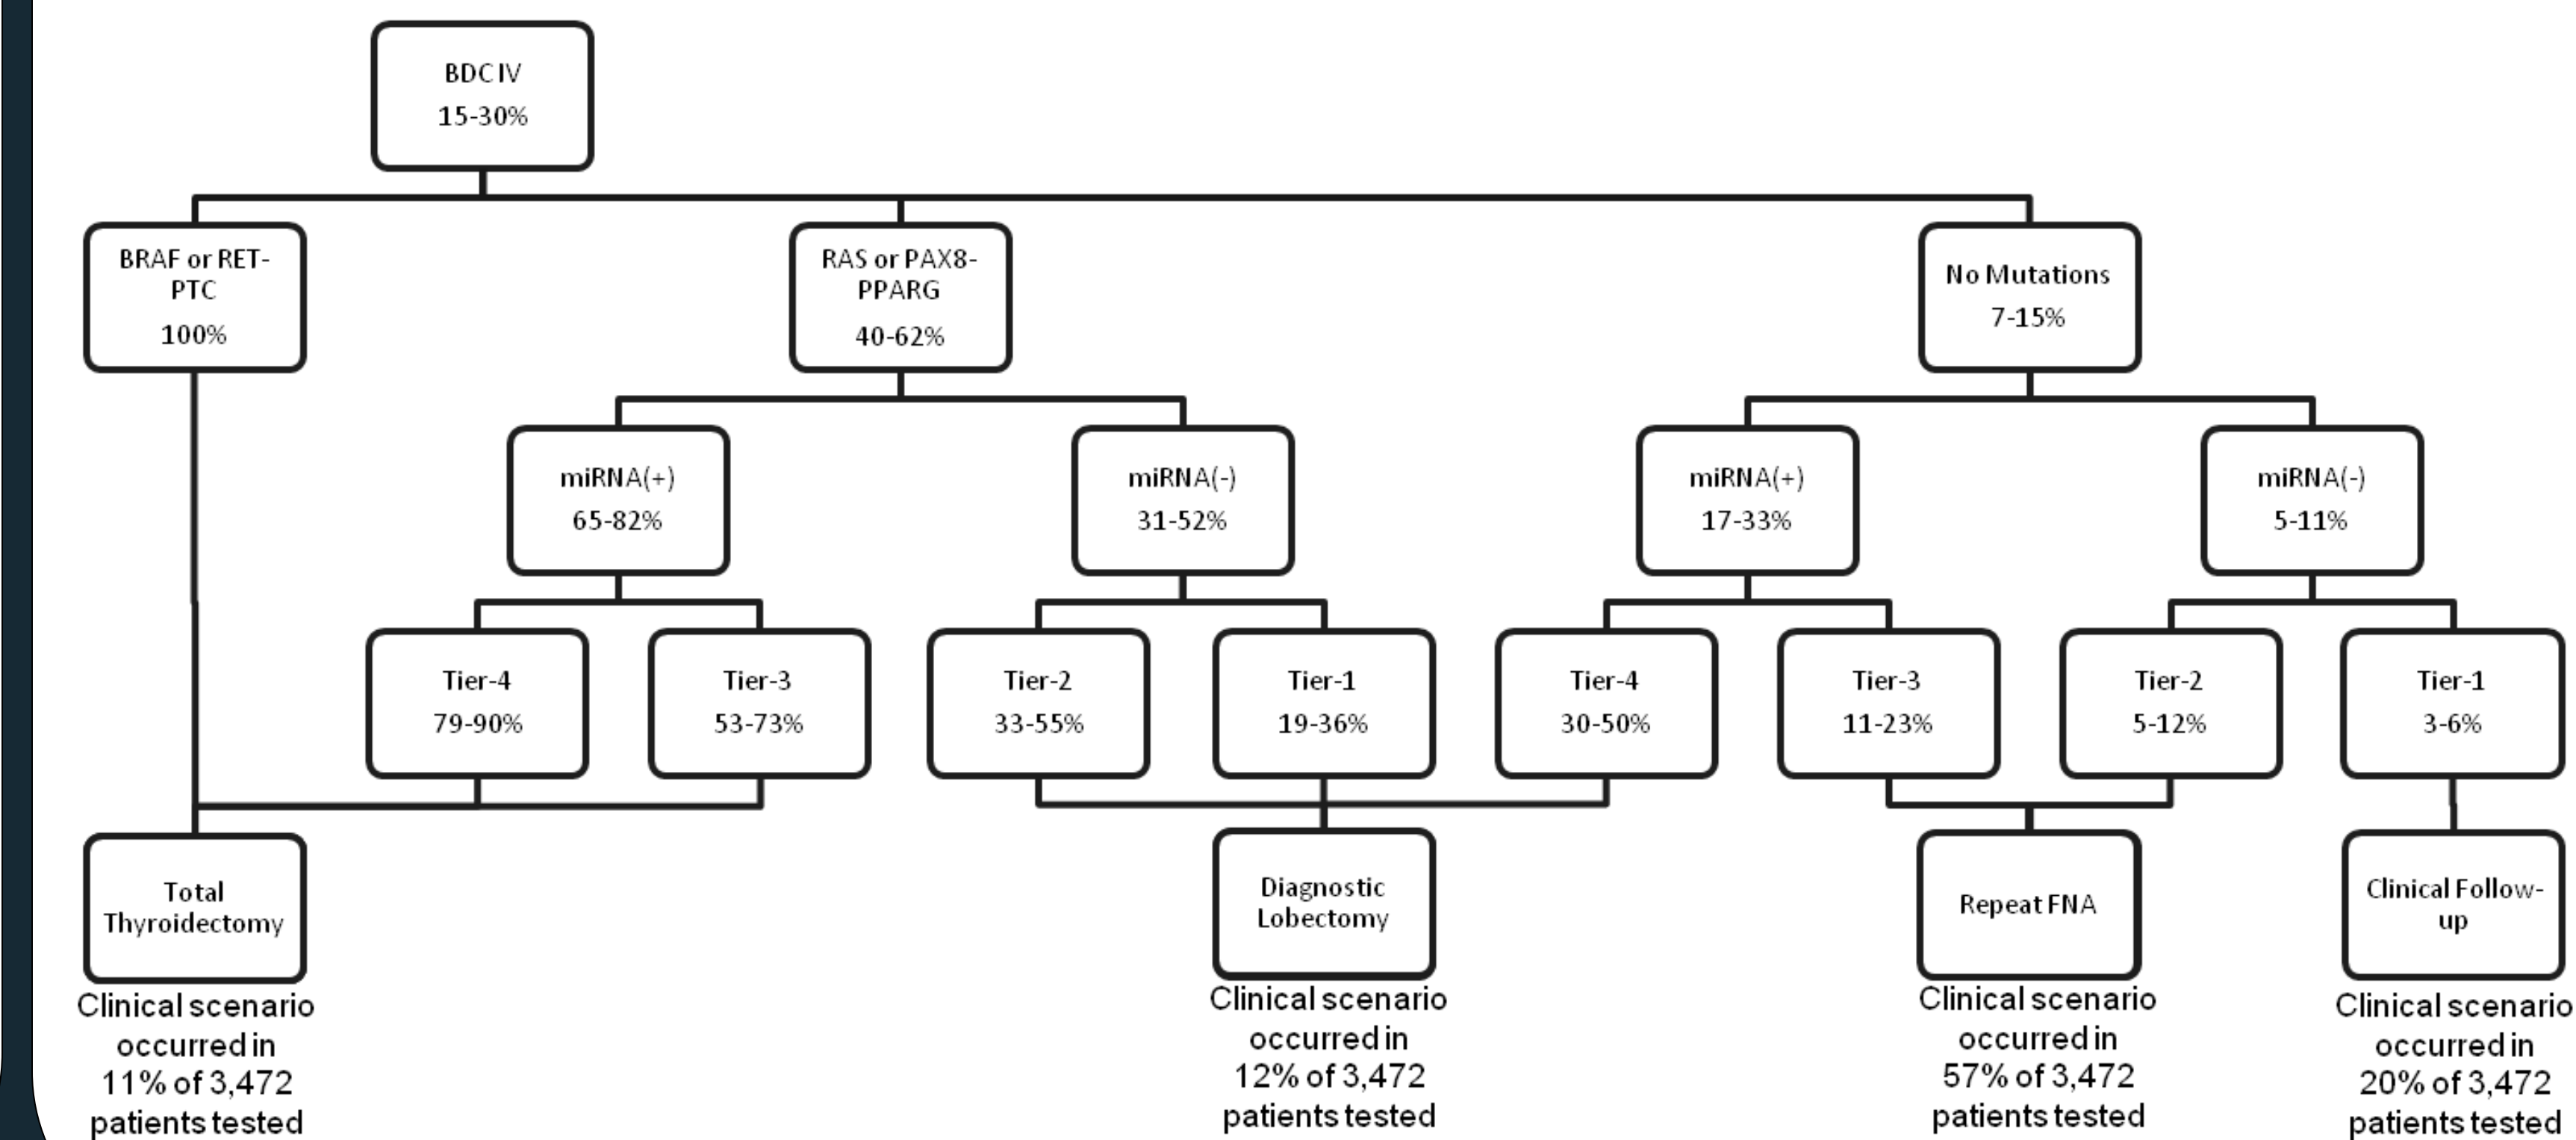 BDC IV
15-30%
BRAF or RET-
PTC
100%
RAS or PAX8-
PPARG
40-62%
No Mutations
7-15%
miRNA(+)
65-82%
miRNA(-)
31-52%
miRNA(+)
17-33%
miRNA(-)
5-11%
Tier-4
79-90%
Tier-3
53-73%
Tier-2
33-55%
Tier-1
19-36%
Tier-4
30-50%
Tier-3
11-23%
Tier-2
5-12%
Tier-1
3-6%
Total
Thyroidectomy
Diagnostic
Lobectomy
Repeat FNA
Clinical Follow-
up
Clinical scenario
occurred in
11% of 3,472
patients tested
Clinical scenario
occurred in
12% of 3,472
patients tested
Clinical scenario
occurred in
57% of 3,472
patients tested
Clinical scenario
occurred in
20% of 3,472
patients tested